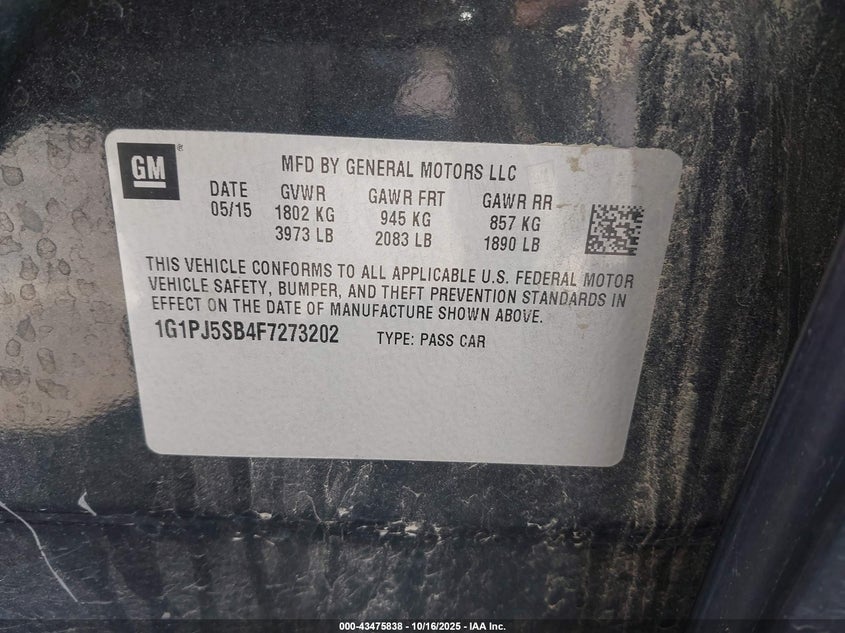 GM®
MFD BY GENERAL MOTORS LLC
DATE GVWR GAWR FRT GAWR RR
05/15 1802 KG 945 KG 857 KG
3973 LB 2083 LB 1890 LB
THIS VEHICLE CONFORMS TO ALL APPLICABLE U.S. FEDERAL MOTOR
VEHICLE SAFETY, BUMPER, AND THEFT PREVENTION STANDARDS IN
EFFECT ON THE DATE OF MANUFACTURE SHOWN ABOVE.
1G1PJ5SB4F7273202 TYPE: PASS CAR
000-43475838 - 10/16/2025 - IAA Inc.